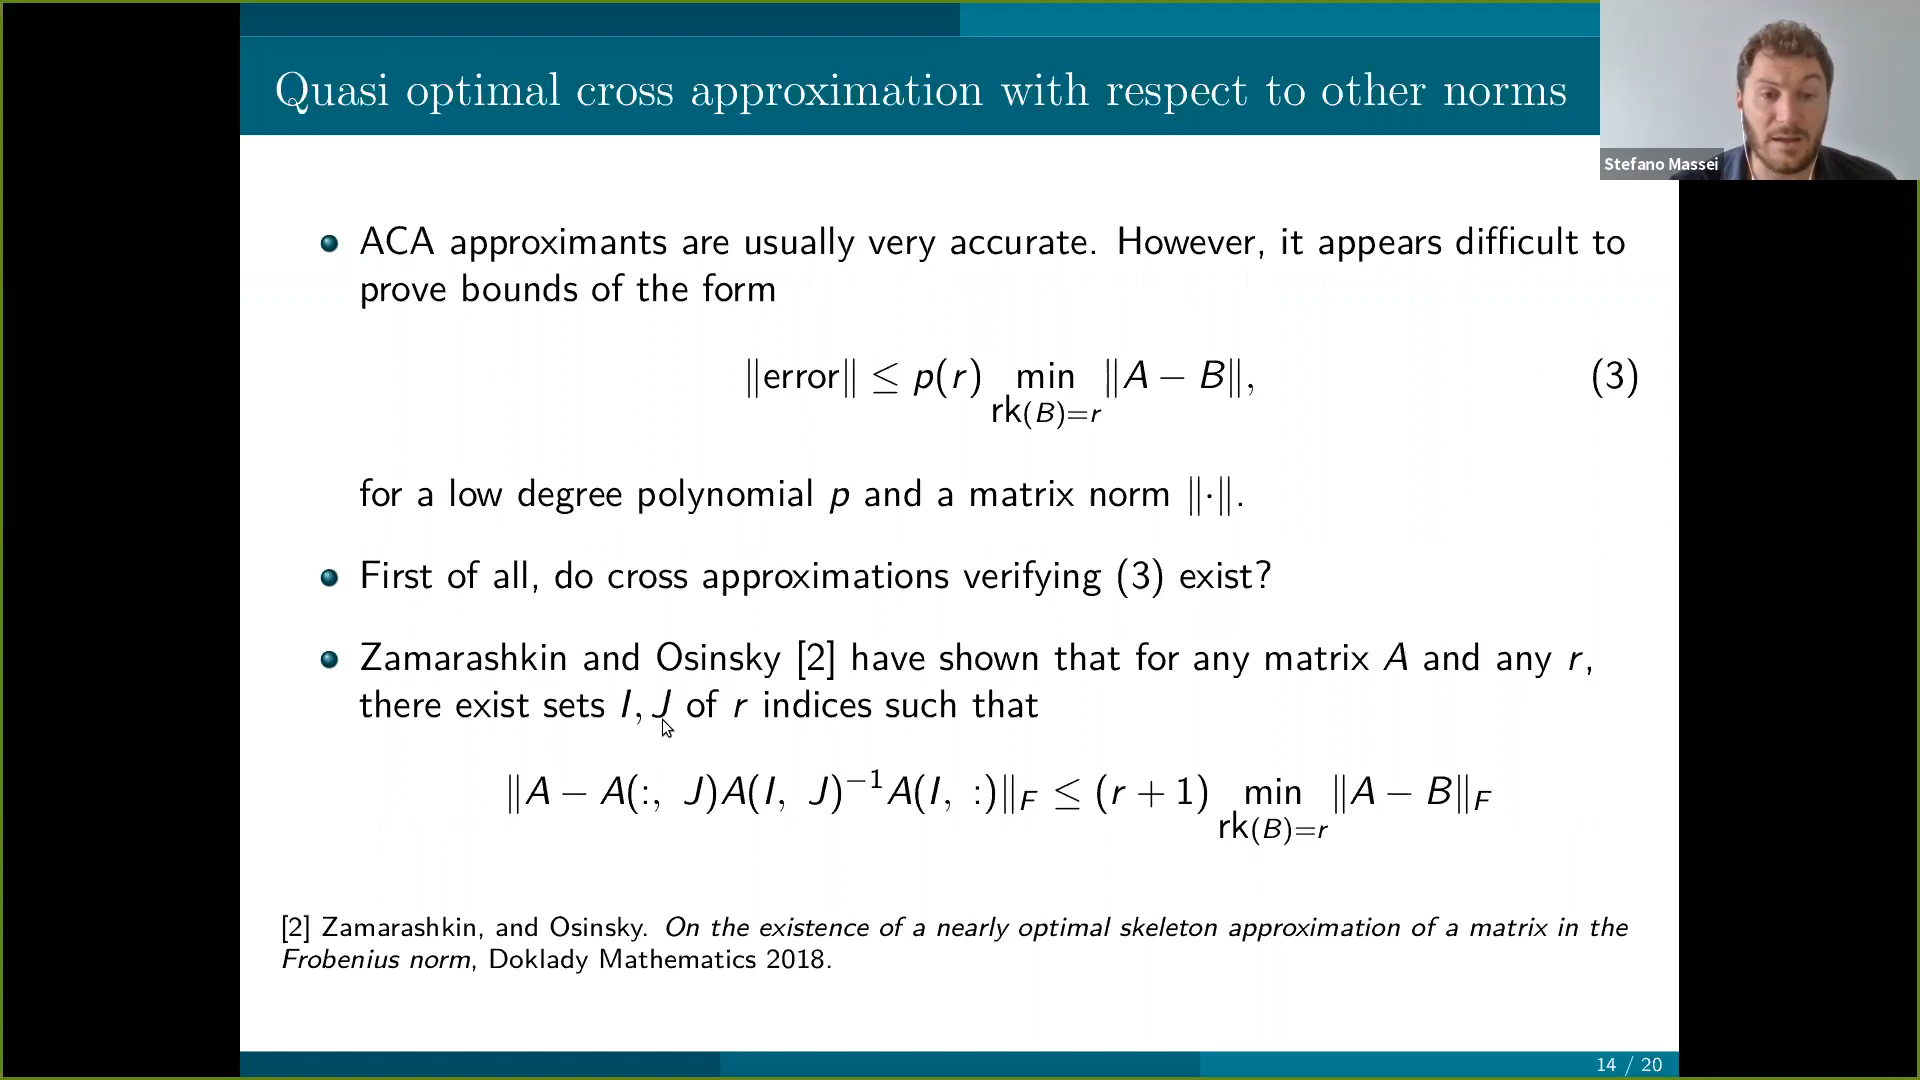 Quasi optimal cross approximation with respect to other norms
Stefano Massei
ACA approximants are usually very accurate. However, it appears difficult to
prove bounds of the form
‖error‖ ≤ p(r) min ‖A − B‖, (3)
rk(B)=r
for a low degree polynomial p and a matrix norm ‖·‖.
First of all, do cross approximations verifying (3) exist?
Zamarashkin and Osinsky [2] have shown that for any matrix A and any r,
there exist sets I, J of r indices such that
‖A − A(:, J)A(I, J)⁻¹A(I, :)‖F ≤ (r + 1) min ‖A − B‖F
rk(B)=r
[2] Zamarashkin, and Osinsky. On the existence of a nearly optimal skeleton approximation of a matrix in the
Frobenius norm, Doklady Mathematics 2018.
14 / 20